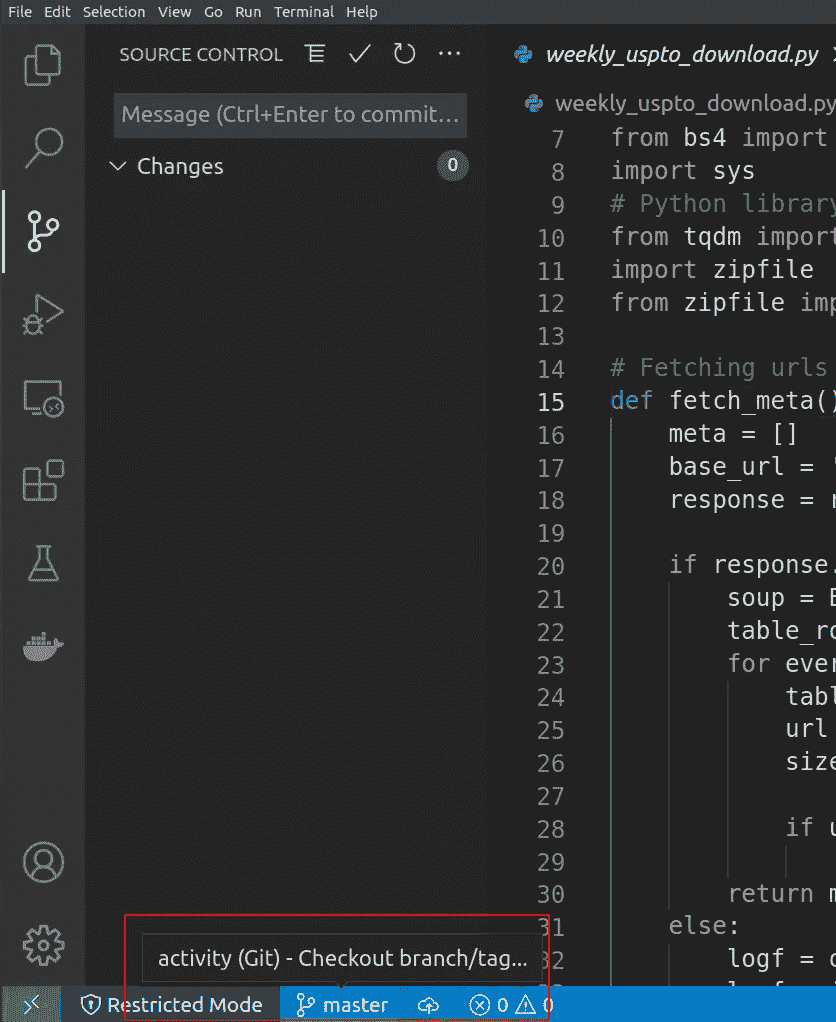 File Edit Selection View Go Run Terminal Help
SOURCE CONTROL
Message (Ctrl+Enter to commit...
Changes 0
weekly_uspto_download.py
weekly_uspto_download.py
7 from bs4 import
8 import sys
9 # Python library
10 from tqdm import
11 import zipfile
12 from zipfile imp
13
14 # Fetching urls
15 def fetch_meta()
16 meta = []
17 base_url = '
18 response = r
19
20 if response.
21 soup = B
22 table_ro
23 for ever
24 tabl
25 url
26 size
27
28 if u
29
30 return m
31 else:
32 logf = o
activity (Git) - Checkout branch/tag...
Restricted Mode master 0 0